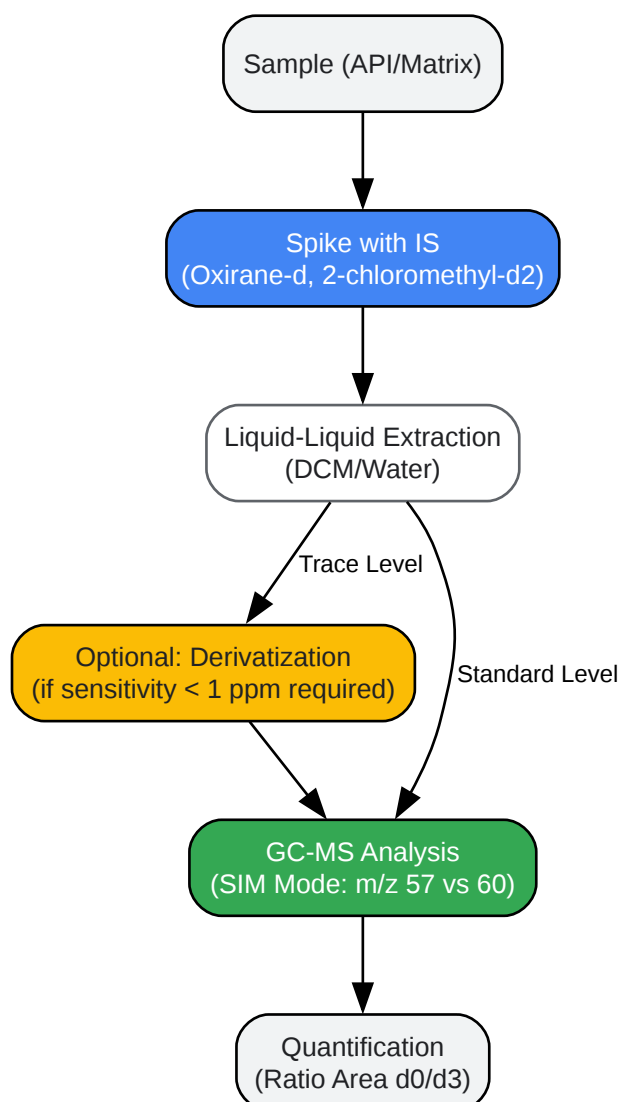 Sample (API/Matrix)
Spike with IS
(Oxirane-d, 2-chloromethyl-d2)
Liquid-Liquid Extraction
(DCM/Water)
Trace Level
Optional: Derivatization
(if sensitivity < 1 ppm required)
Standard Level
GC-MS Analysis
(SIM Mode: m/z 57 vs 60)
Quantification
(Ratio Area d0/d3)